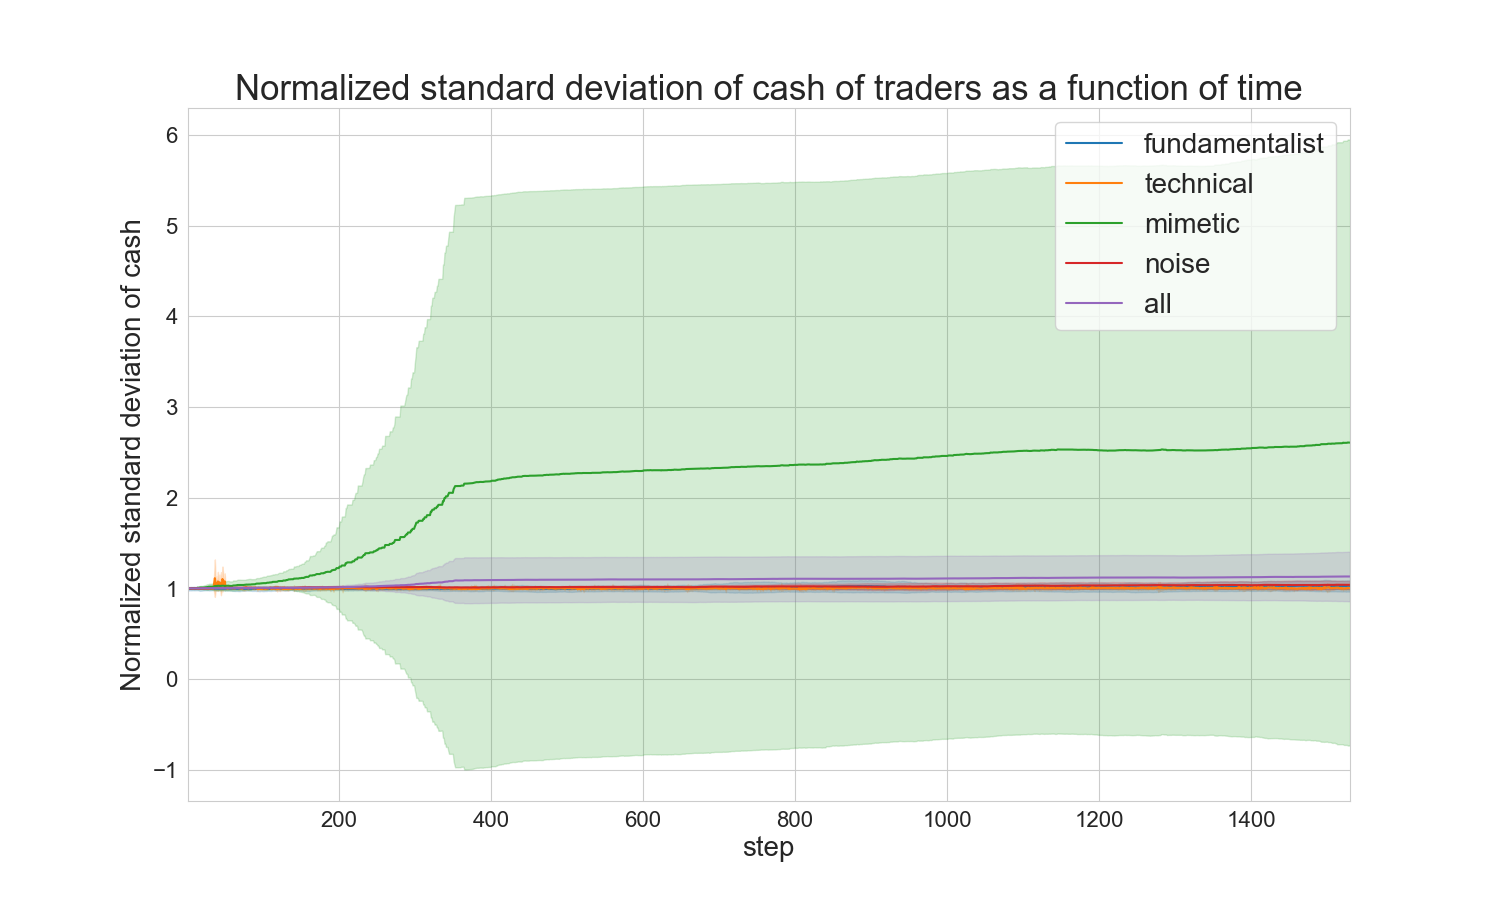 Normalized standard deviation of cash of traders as a function of time
Normalized standard deviation of cash
6
5
4
3
2
1
0
−1
fundamentalist
technical
mimetic
noise
all
200
400
600
800
1000
1200
1400
step